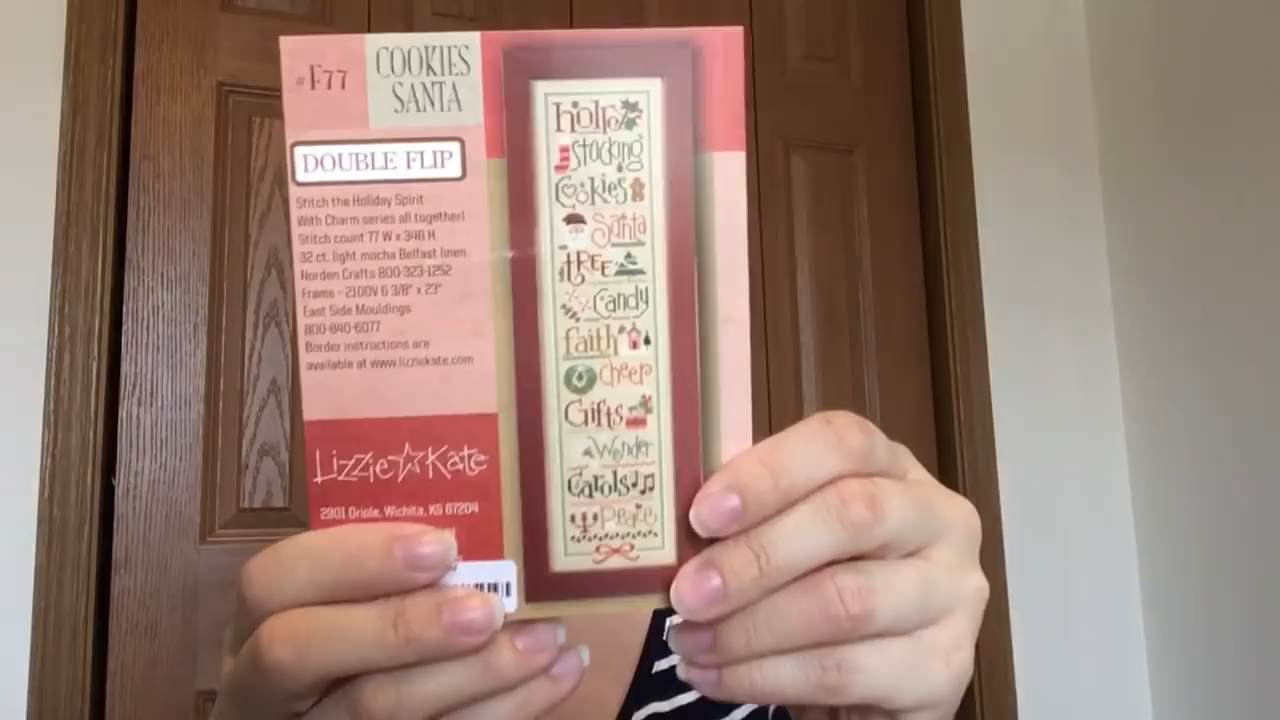 #F77
COOKIES
SANTA
DOUBLE FLIP
Stitch the Holiday Spirit
With Charm series all together!
Stitch count 77 W x 346 H
32 ct. light mocha Belfast linen
Norden Crafts 800-323-1252
Frame - 2100V 6 3/8" x 23"
East Side Mouldings
800-840-6077
Border instructions are
available at www.lizziekate.com
Lizzie Kate
2901 Oriole, Wichita, KS 67204
holly
stocking
Cookies
Santa
tREE
Candy
faith
cheer
Gifts
Wonder
Carols
Peace